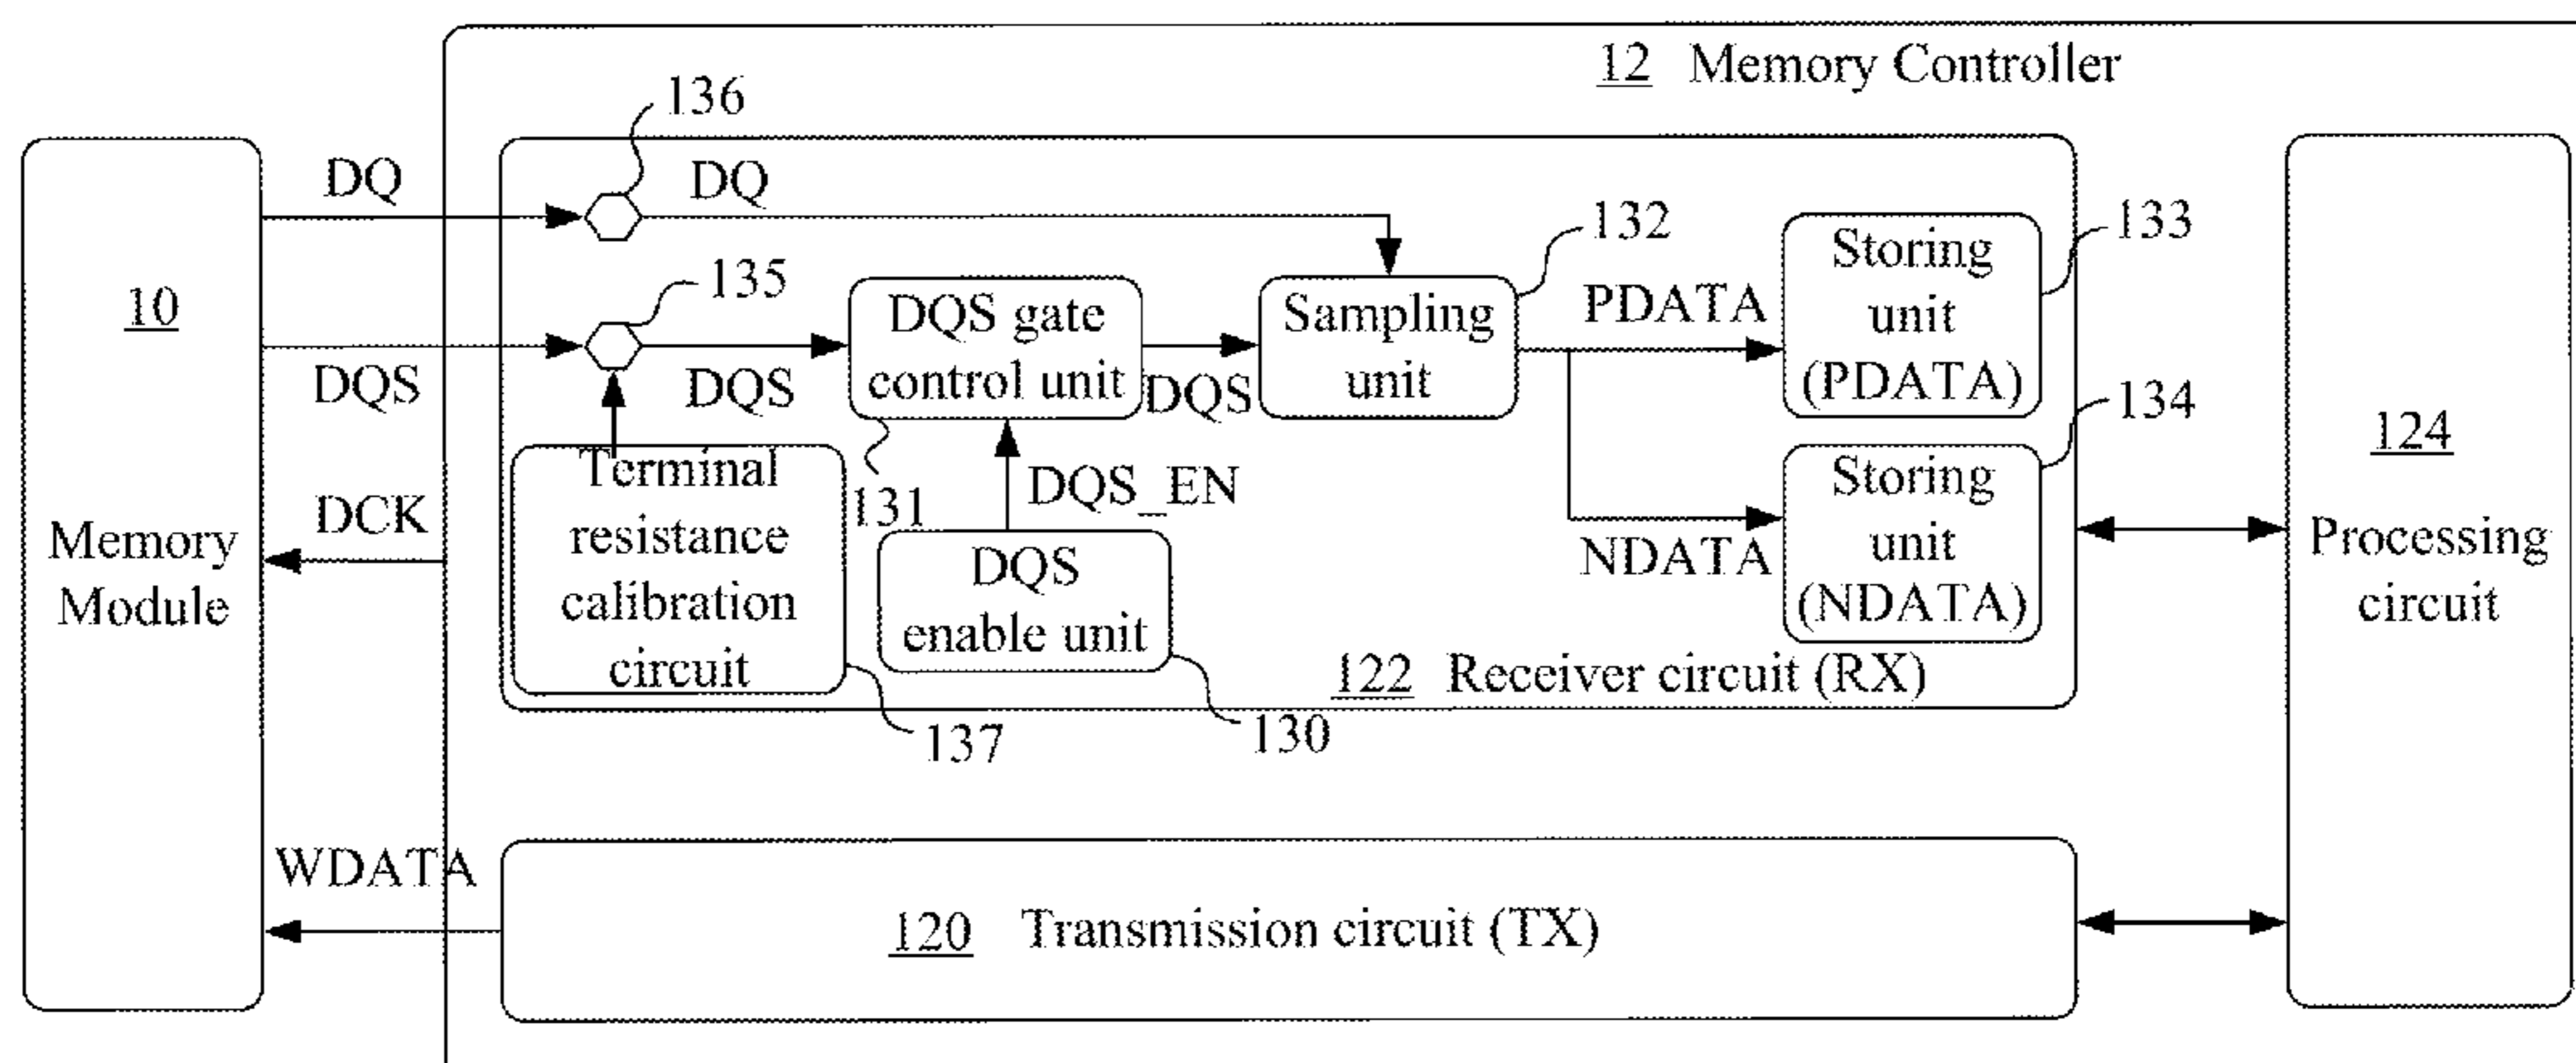 12 Memory Controller
136
DQ
DQ
132
133
135
10
DQS gate
control unit
Sampling
unit
PDATA
Storing
unit
(PDATA)
DQS
DQS
DQS
134
Terminal
resistance
calibration
circuit
131
DQS_EN
Storing
unit
(NDATA)
124
DCK
Memory
Module
NDATA
DQS
enable unit
Processing
circuit
122 Receiver circuit (RX)
137
130
WDATA
120 Transmission circuit (TX)